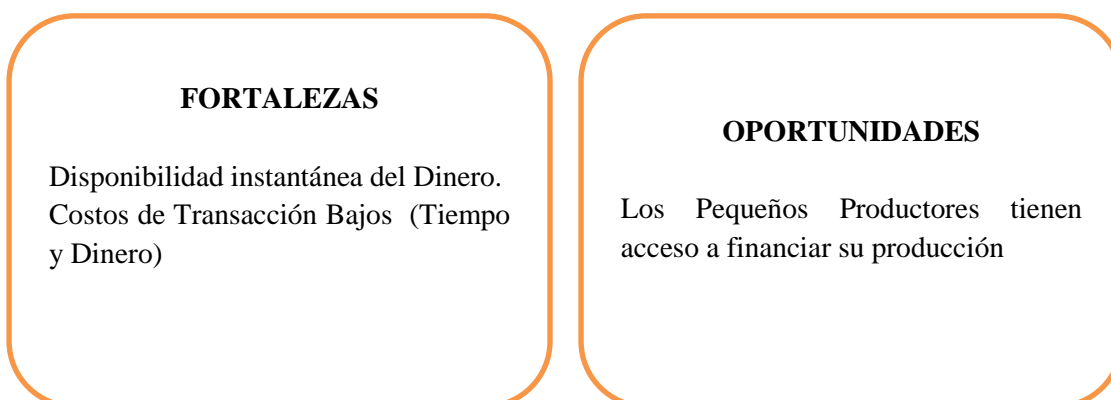 FORTALEZAS
Disponibilidad instantánea del Dinero.
Costos de Transacción Bajos  (Tiempo
y Dinero)
OPORTUNIDADES
Los Pequeños Productores tienen
acceso a financiar su producción